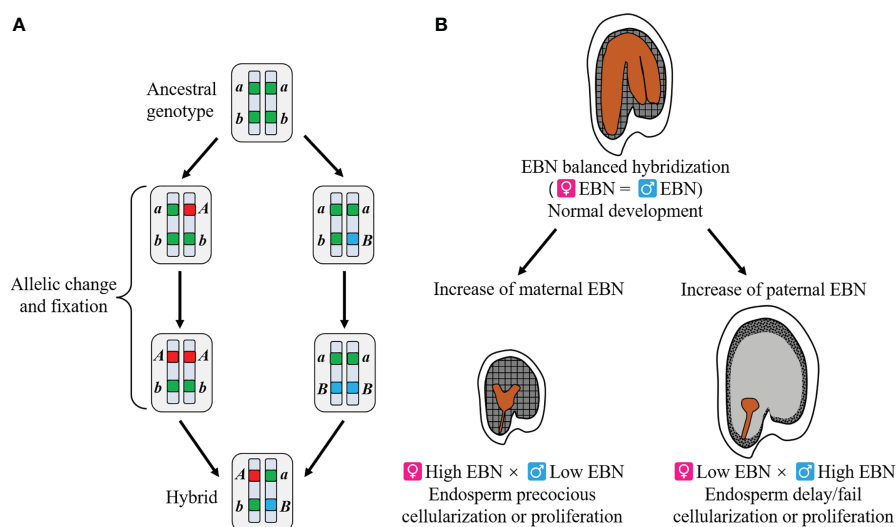 A
Ancestral
genotype
a a
b b
a A
b b
a a
b B
Allelic change
and fixation
A A
b b
a a
B B
Hybrid
A a
b B
B
EBN balanced hybridization
(♀ EBN = ♂ EBN)
Normal development
Increase of maternal EBN
Increase of paternal EBN
♀ High EBN × ♂ Low EBN
Endosperm precocious
cellularization or proliferation
♀ Low EBN × ♂ High EBN
Endosperm delay/fail
cellularization or proliferation